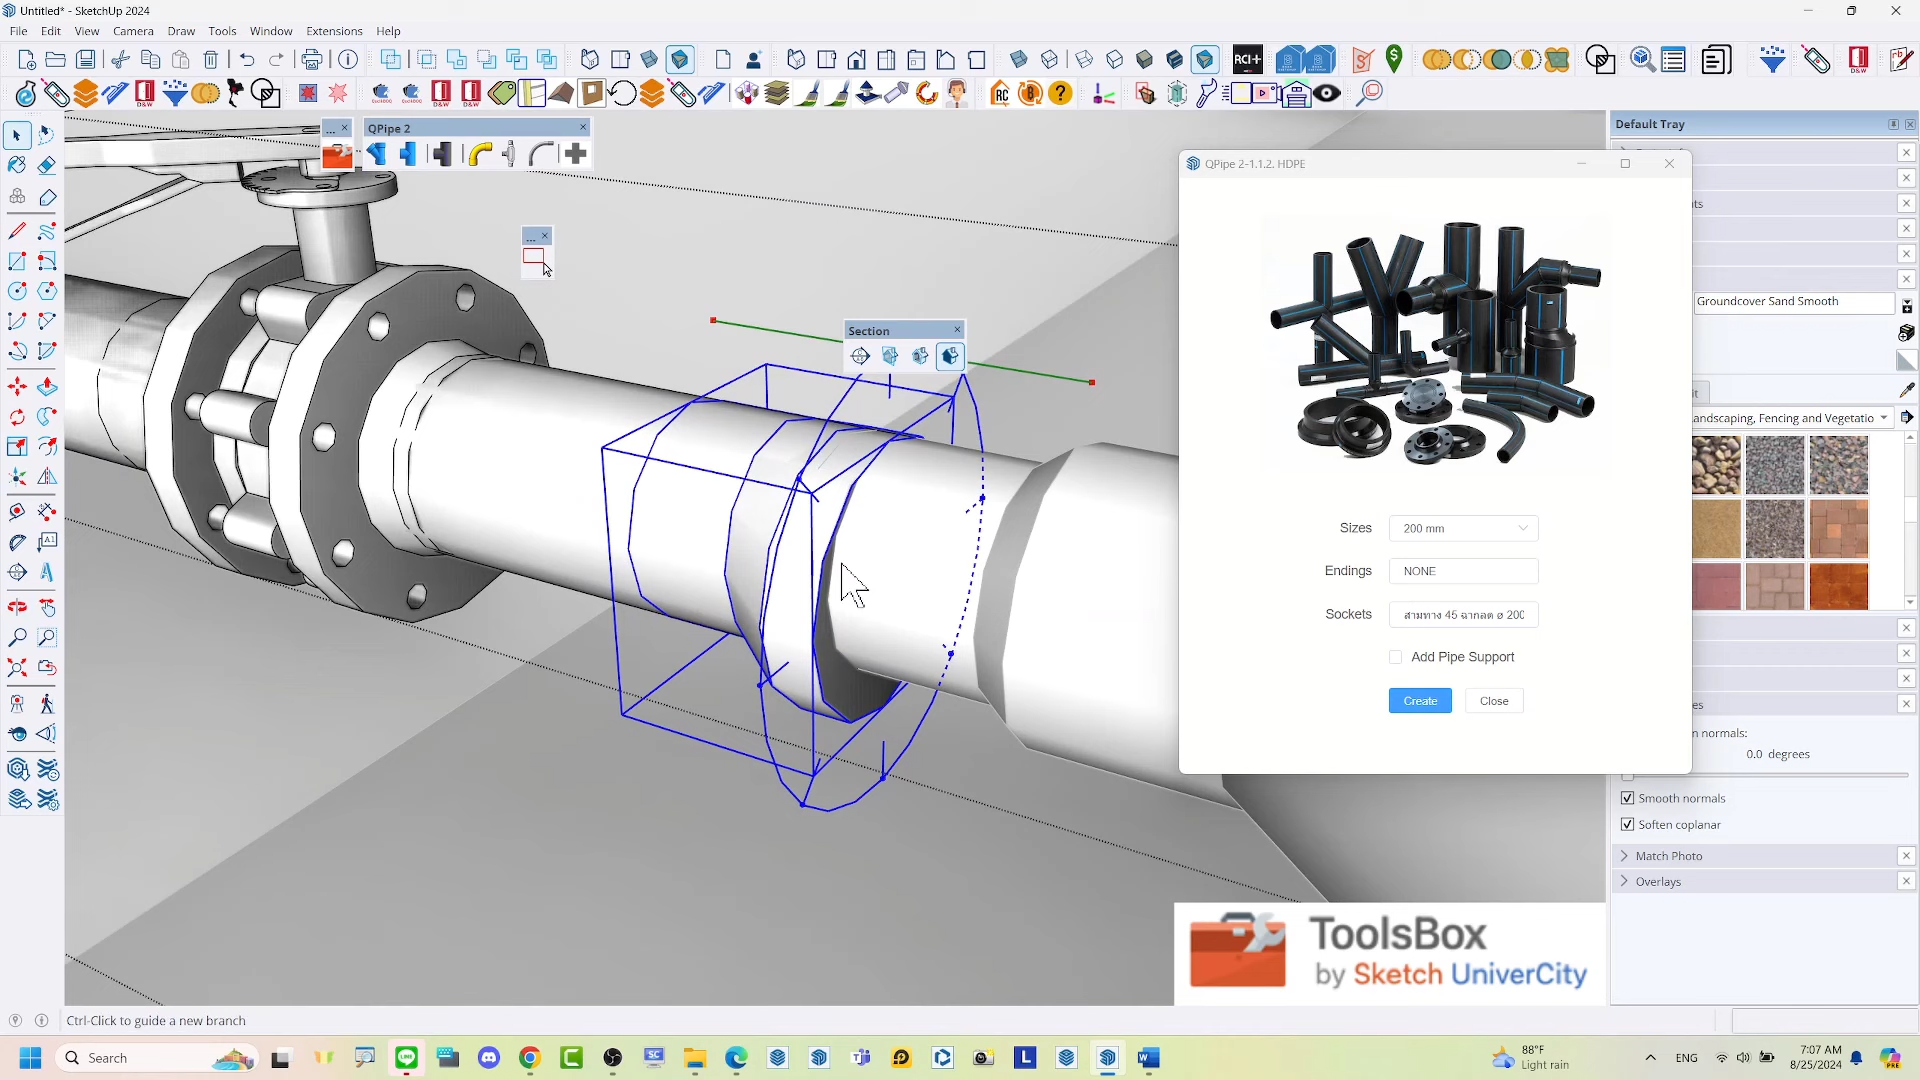 Untitled* - SketchUp 2024
File Edit View Camera Draw Tools Window Extensions Help
RCI+
D&W
D&W D&W D&W
RC
QPipe 2
Default Tray
QPipe 2-1.1.2. HDPE
Section
Groundcover Sand Smooth
andscaping, Fencing and Vegetatio
Sizes 200 mm
Endings NONE
Sockets สามทาง 45 ฉากลด ø 200
Add Pipe Support
Create Close
n normals:
0.0 degrees
Smooth normals
Soften coplanar
Match Photo
Overlays
ToolsBox
by Sketch UniverCity
Ctrl-Click to guide a new branch
Search
88°F
Light rain
ENG
7:07 AM
8/25/2024